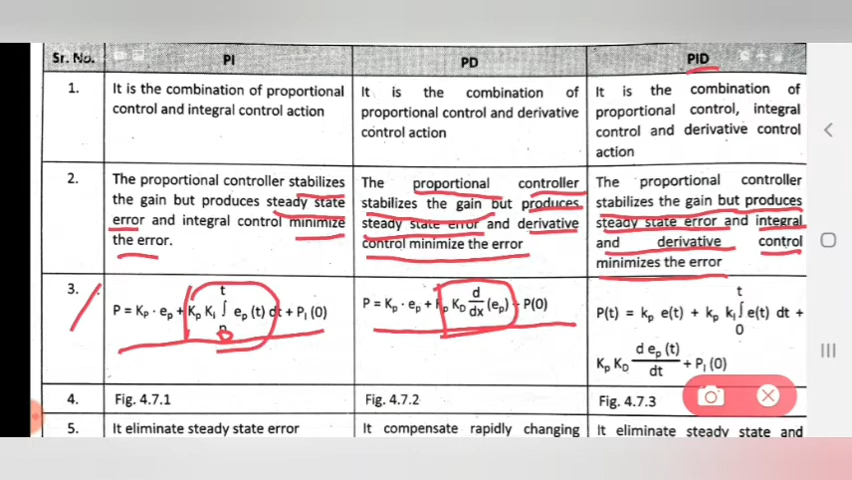 Sr. No. PI PD PID
1. It is the combination of proportional
control and integral control action
It is the combination of
proportional control and derivative
control action
It is the combination of
proportional control, integral
control and derivative control
action
2. The proportional controller stabilizes
the gain but produces steady state
error and integral control minimize
the error.
The proportional controller
stabilizes the gain but produces
steady state error and derivative
control minimize the error
The proportional controller
stabilizes the gain but produces
steady state error and integral
and derivative control
minimizes the error
3. P = Kₚ · eₚ + Kₚ Kᵢ ∫ eₚ (t) dt + Pᵢ (0)
t
P = Kₚ · eₚ + Kₚ K_D d/dx (eₚ) + P(0)
t
P(t) = kₚ e(t) + kₚ kᵢ ∫ e(t) dt +
0
Kₚ K_D d eₚ (t)/dt + Pᵢ (0)
4. Fig. 4.7.1 Fig. 4.7.2 Fig. 4.7.3
5. It eliminate steady state error
It compensate rapidly changing
It eliminate steady state and